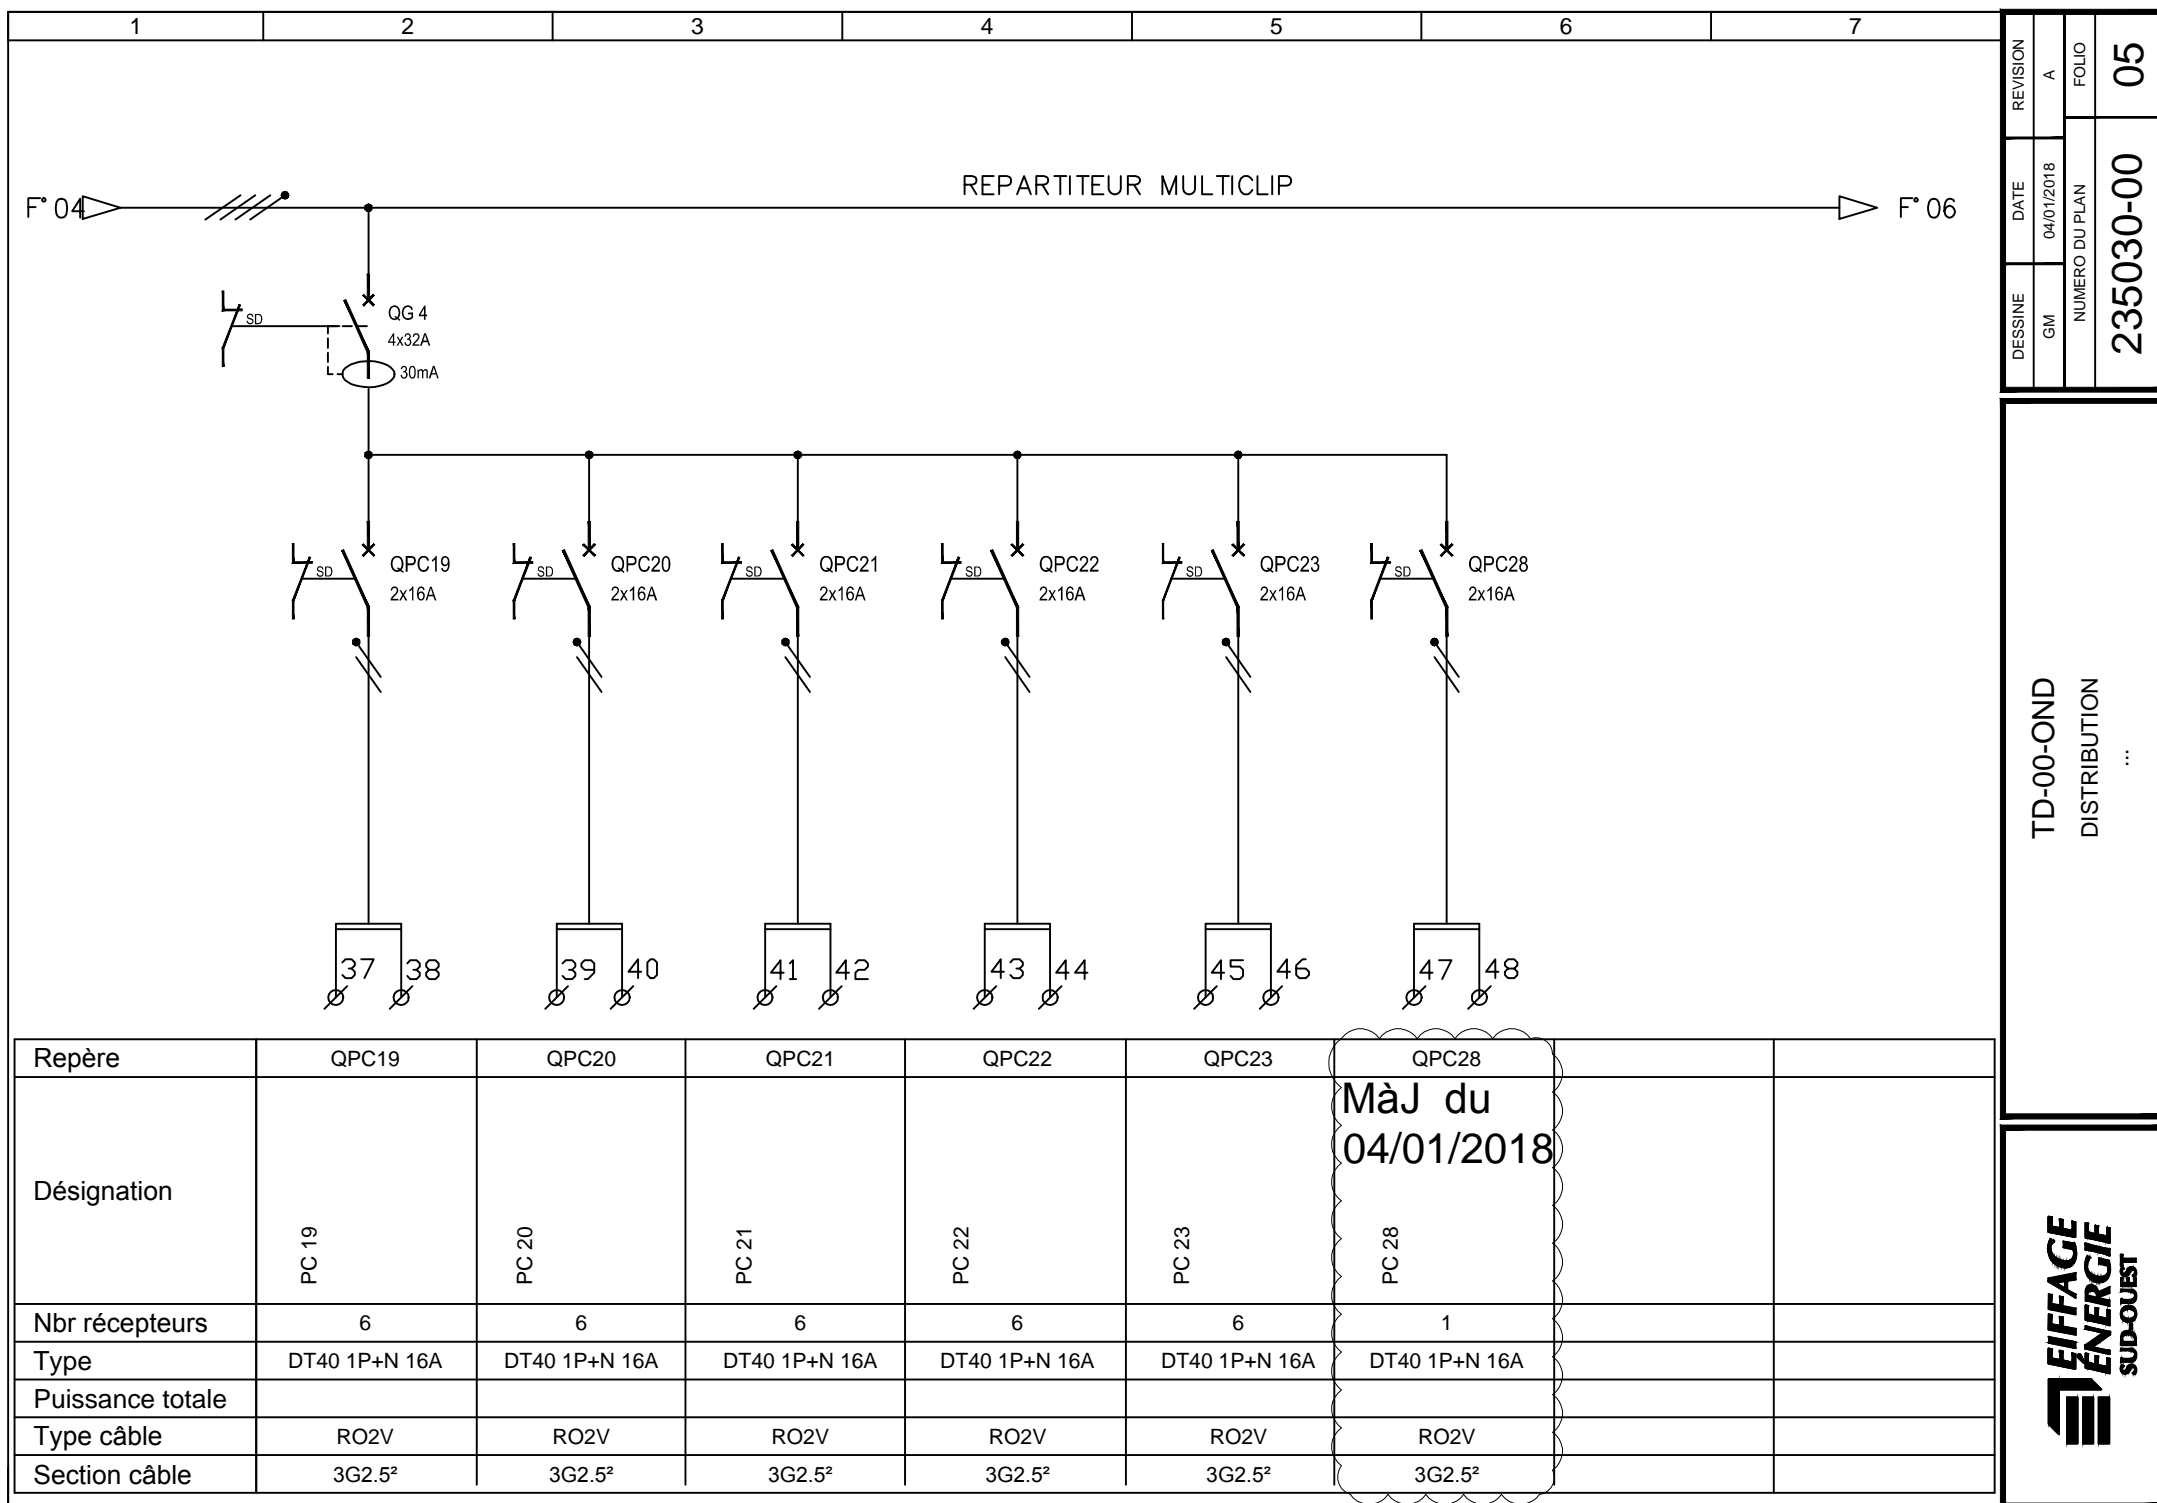 1 2 3 4 5 6 7
REPARTITEUR MULTICLIP
F° 04
F° 06
SD
QG 4
4x32A
30mA
SD QPC19 SD QPC20 SD QPC21 SD QPC22 SD QPC23 SD QPC28
2x16A 2x16A 2x16A 2x16A 2x16A 2x16A
37 38 39 40 41 42 43 44 45 46 47 48
Repère QPC19 QPC20 QPC21 QPC22 QPC23 QPC28
MàJ du
04/01/2018
Désignation PC 19 PC 20 PC 21 PC 22 PC 23 PC 28
Nbr récepteurs 6 6 6 6 6 1
Type DT40 1P+N 16A DT40 1P+N 16A DT40 1P+N 16A DT40 1P+N 16A DT40 1P+N 16A DT40 1P+N 16A
Puissance totale
Type câble RO2V RO2V RO2V RO2V RO2V RO2V
Section câble 3G2.5² 3G2.5² 3G2.5² 3G2.5² 3G2.5² 3G2.5²
DESSINE DATE REVISION
GM 04/01/2018 A
NUMERO DU PLAN FOLIO
235030-00 05
TD-00-OND
DISTRIBUTION
...
EIFFAGE
ÉNERGIE
SUD-OUEST